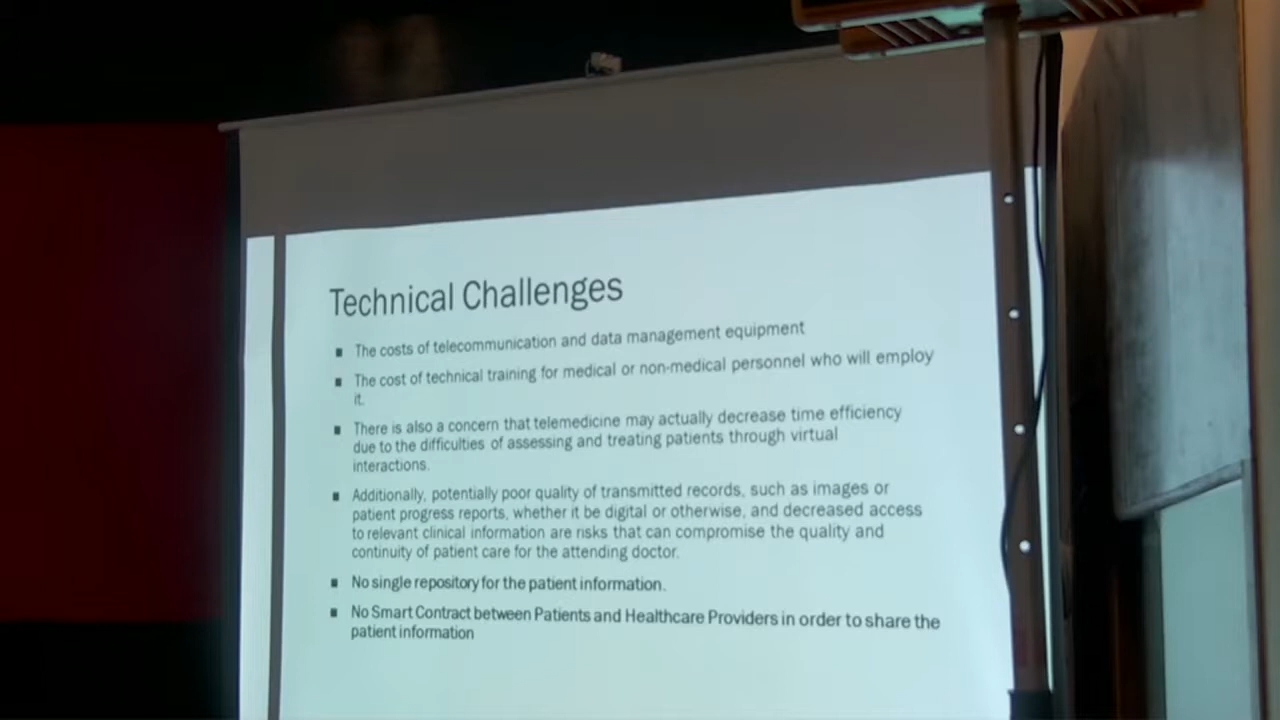 Technical Challenges
The costs of telecommunication and data management equipment
The cost of technical training for medical or non-medical personnel who will employ
it.
There is also a concern that telemedicine may actually decrease time efficiency
due to the difficulties of assessing and treating patients through virtual
interactions.
Additionally, potentially poor quality of transmitted records, such as images or
patient progress reports, whether it be digital or otherwise, and decreased access
to relevant clinical information are risks that can compromise the quality and
continuity of patient care for the attending doctor.
No single repository for the patient information.
No Smart Contract between Patients and Healthcare Providers in order to share the
patient information